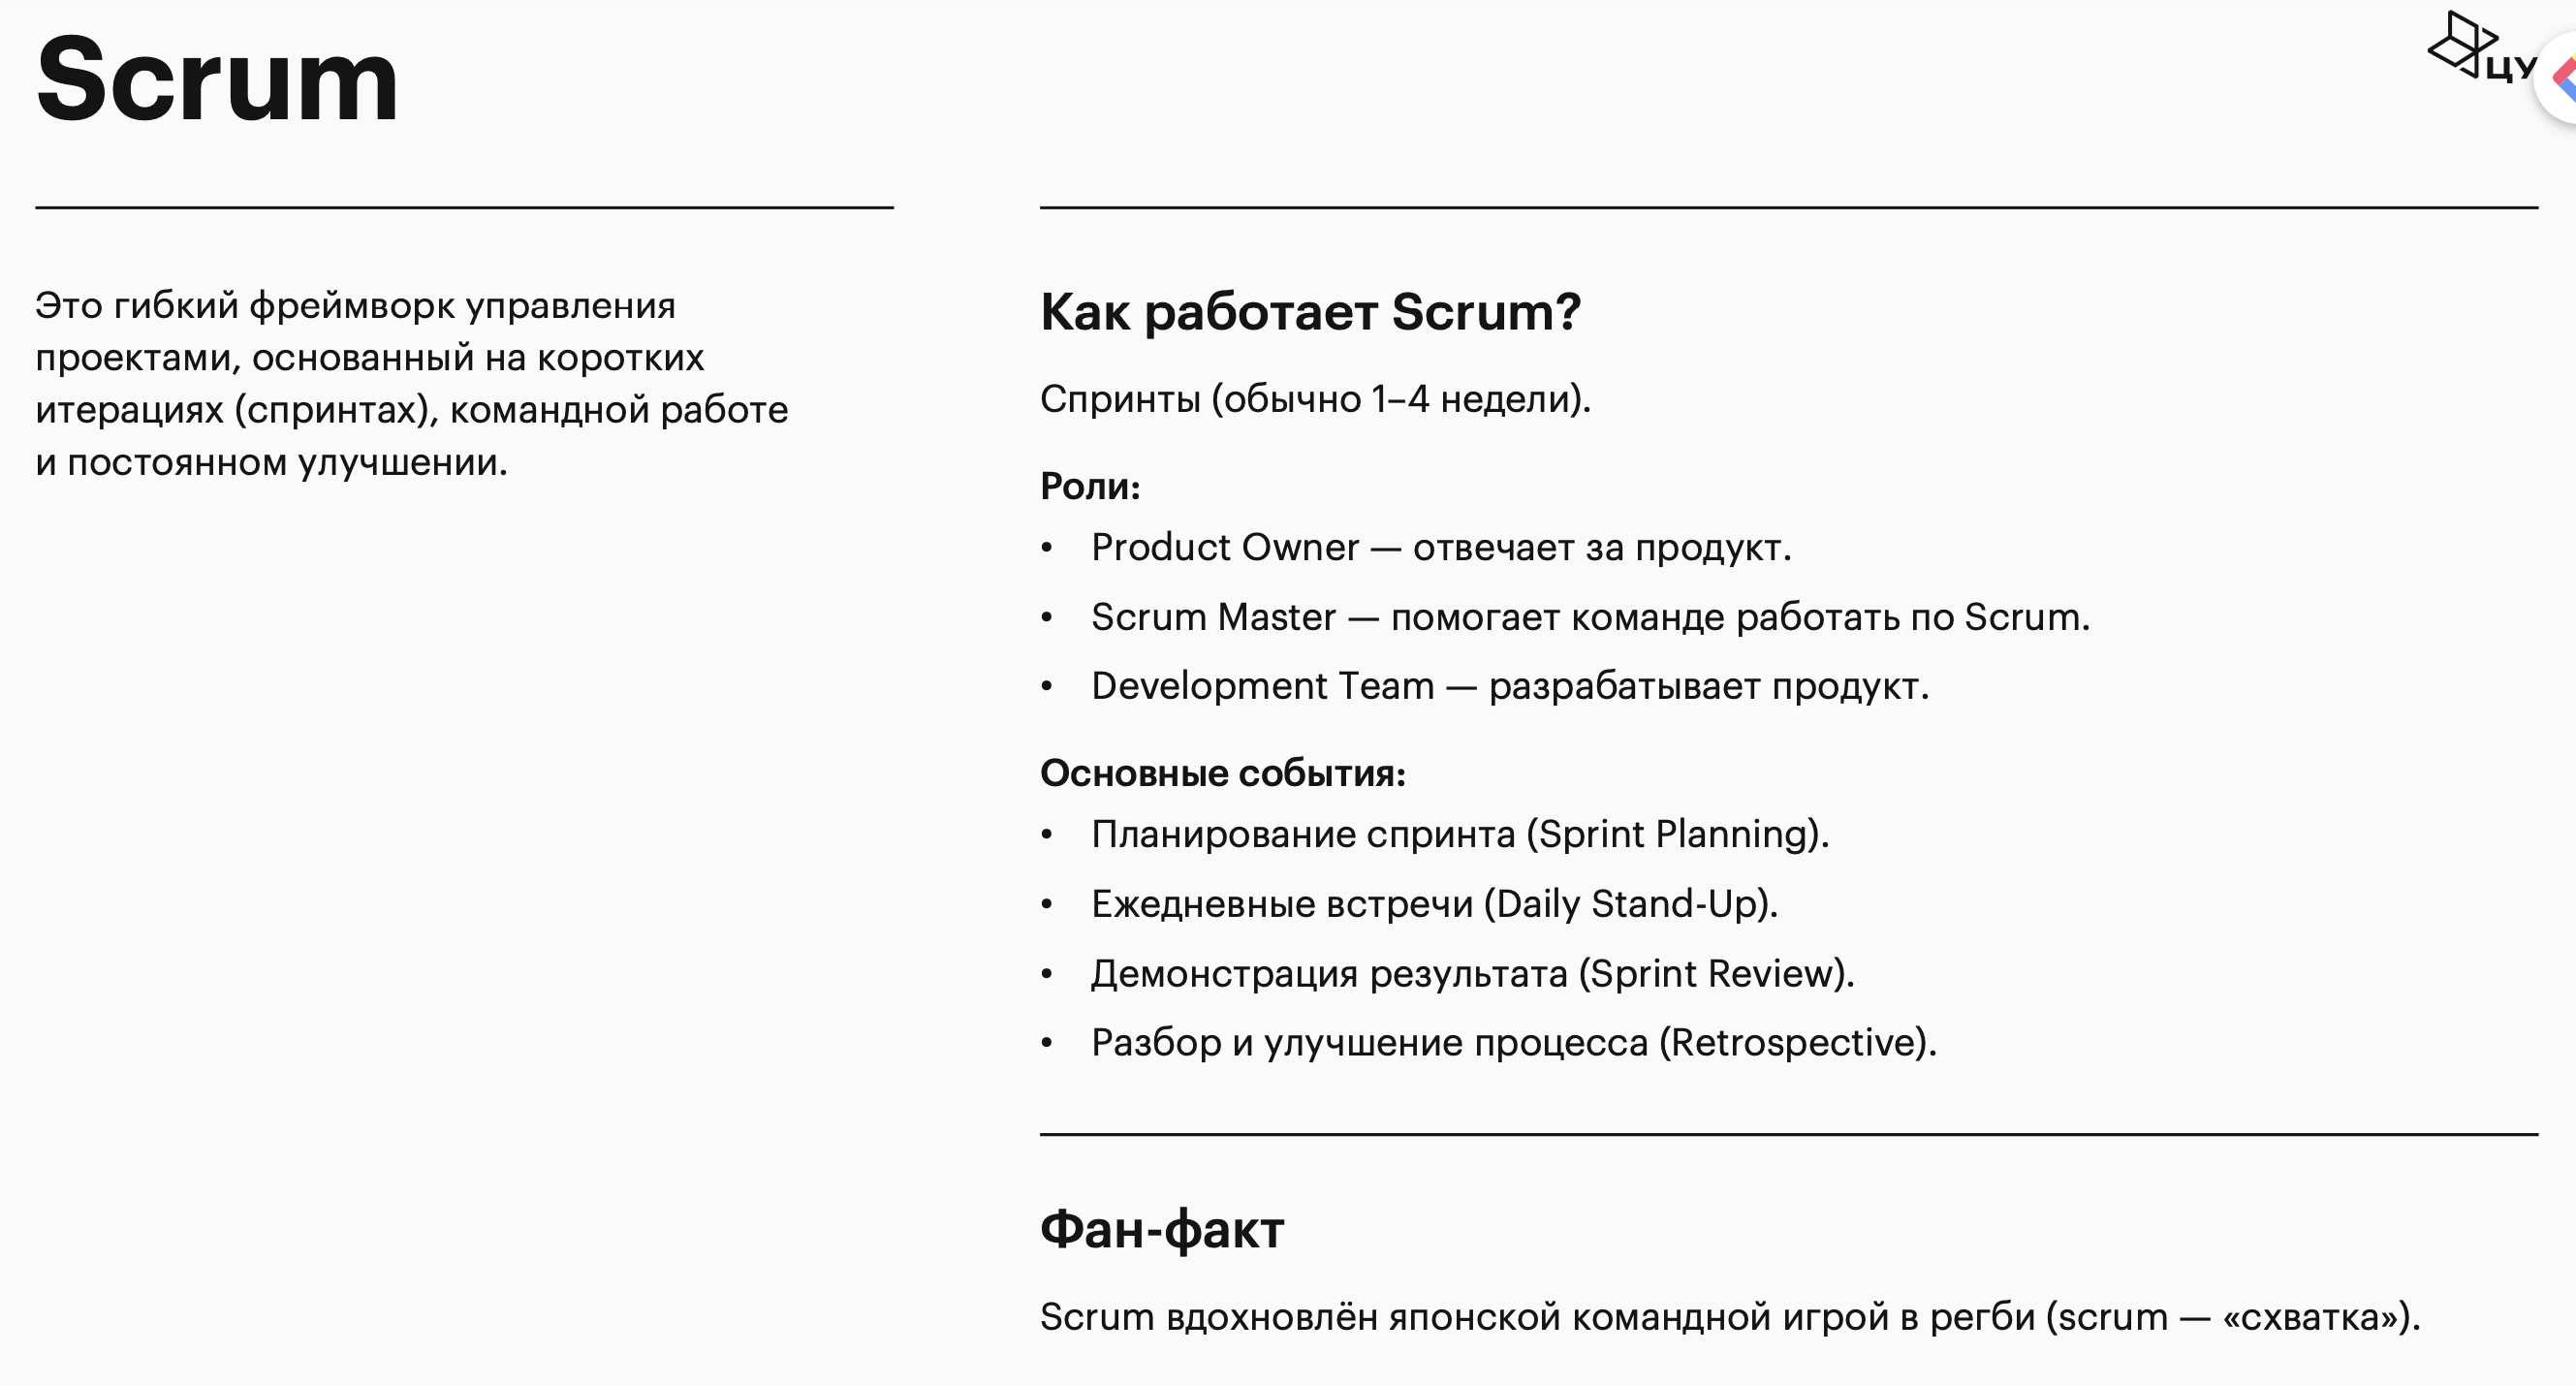 Scrum
ЦУ
Это гибкий фреймворк управления
проектами, основанный на коротких
итерациях (спринтах), командной работе
и постоянном улучшении.
Как работает Scrum?
Спринты (обычно 1–4 недели).
Роли:
• Product Owner — отвечает за продукт.
• Scrum Master — помогает команде работать по Scrum.
• Development Team — разрабатывает продукт.
Основные события:
• Планирование спринта (Sprint Planning).
• Ежедневные встречи (Daily Stand-Up).
• Демонстрация результата (Sprint Review).
• Разбор и улучшение процесса (Retrospective).
Фан-факт
Scrum вдохновлён японской командной игрой в регби (scrum — «схватка»).